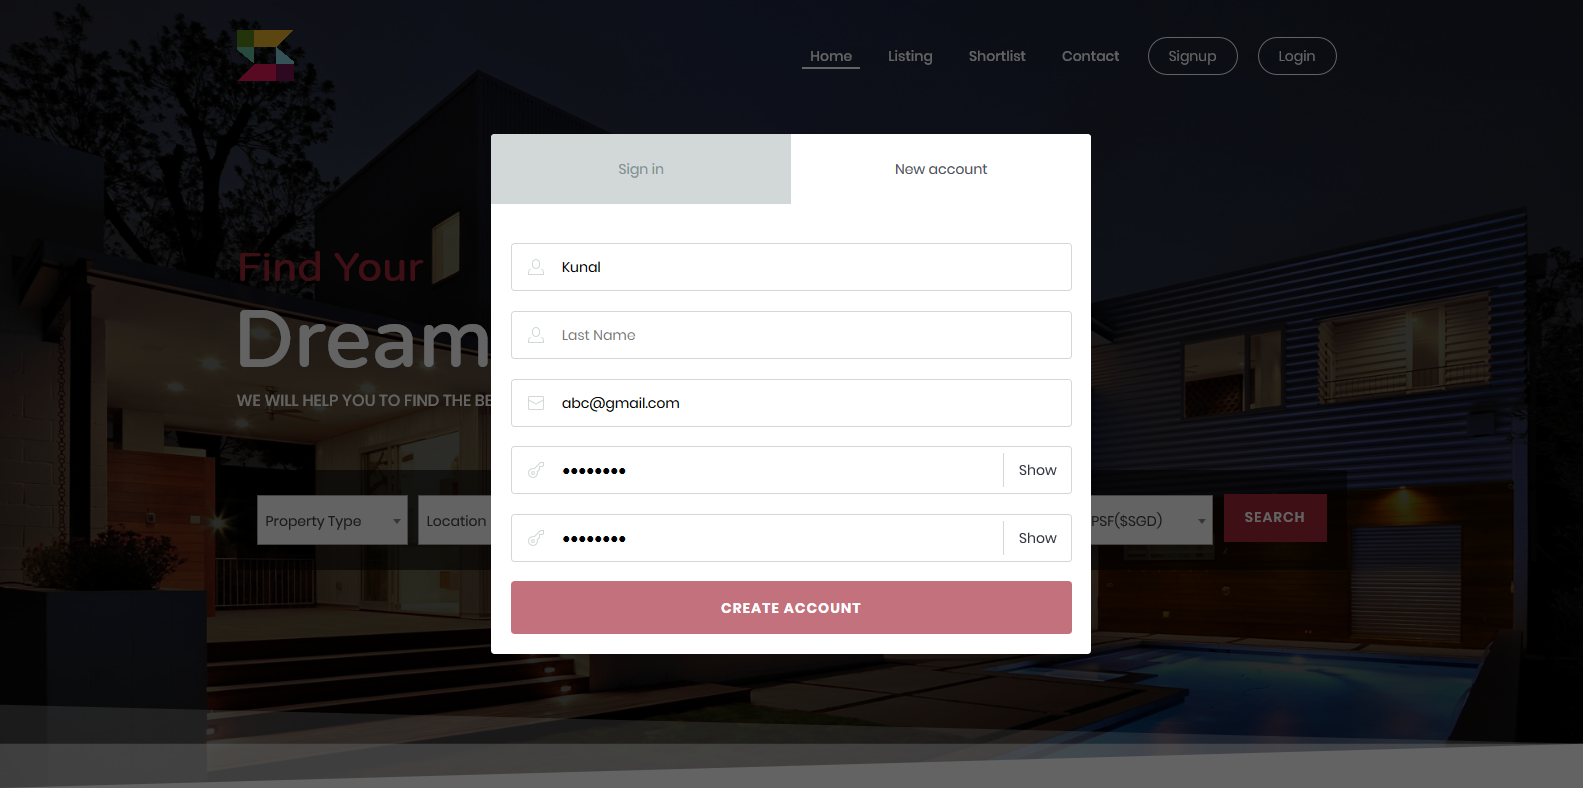 Home Listing Shortlist Contact Signup Login
Sign in New account
Find Your
Dream
WE WILL HELP YOU TO FIND THE BE
Kunal
Last Name
abc@gmail.com
•••••••• Show
•••••••• Show
Property Type Location PSF($SGD) SEARCH
CREATE ACCOUNT